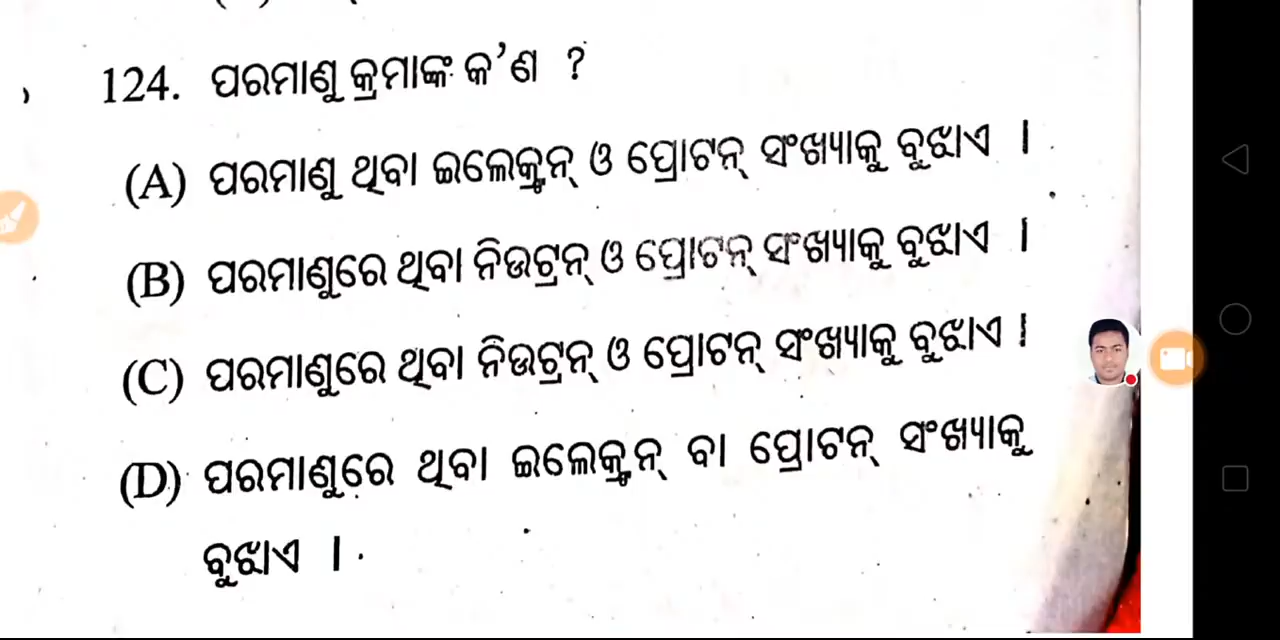 124. ପରମାଣୁ କ୍ରମାଙ୍କ କ'ଣ ?
(A) ପରମାଣୁ ଥିବା ଇଲେକ୍ଟ୍ରନ୍ ଓ ପ୍ରୋଟନ୍ ସଂଖ୍ୟାକୁ ବୁଝାଏ ।
(B) ପରମାଣୁରେ ଥିବା ନିଉଟ୍ରନ୍ ଓ ପ୍ରୋଟନ୍ ସଂଖ୍ୟାକୁ ବୁଝାଏ ।
(C) ପରମାଣୁରେ ଥିବା ନିଉଟ୍ରନ୍ ଓ ପ୍ରୋଟନ୍ ସଂଖ୍ୟାକୁ ବୁଝାଏ ।
(D) ପରମାଣୁରେ ଥିବା ଇଲେକ୍ଟ୍ରନ୍ ବା ପ୍ରୋଟନ୍ ସଂଖ୍ୟାକୁ
ବୁଝାଏ ।